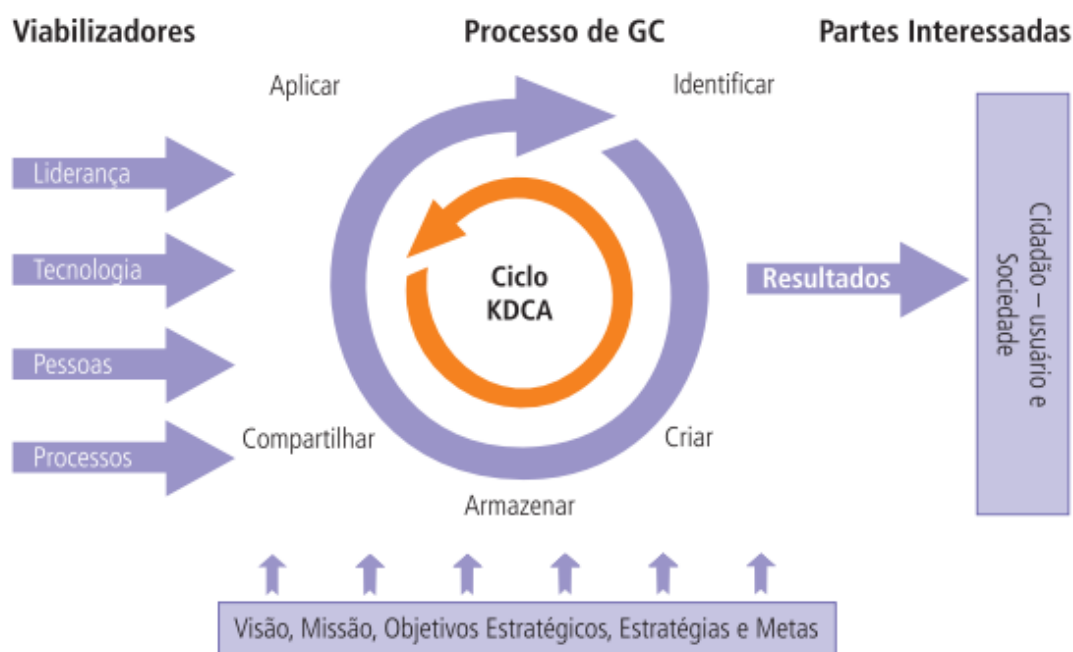 Viabilizadores
Processo de GC
Partes Interessadas
Aplicar
Identificar
Liderança
Tecnologia
Pessoas
Processos
Ciclo
KDCA
Compartilhar
Criar
Armazenar
Resultados
Cidadão – usuário e
Sociedade
Visão, Missão, Objetivos Estratégicos, Estratégias e Metas